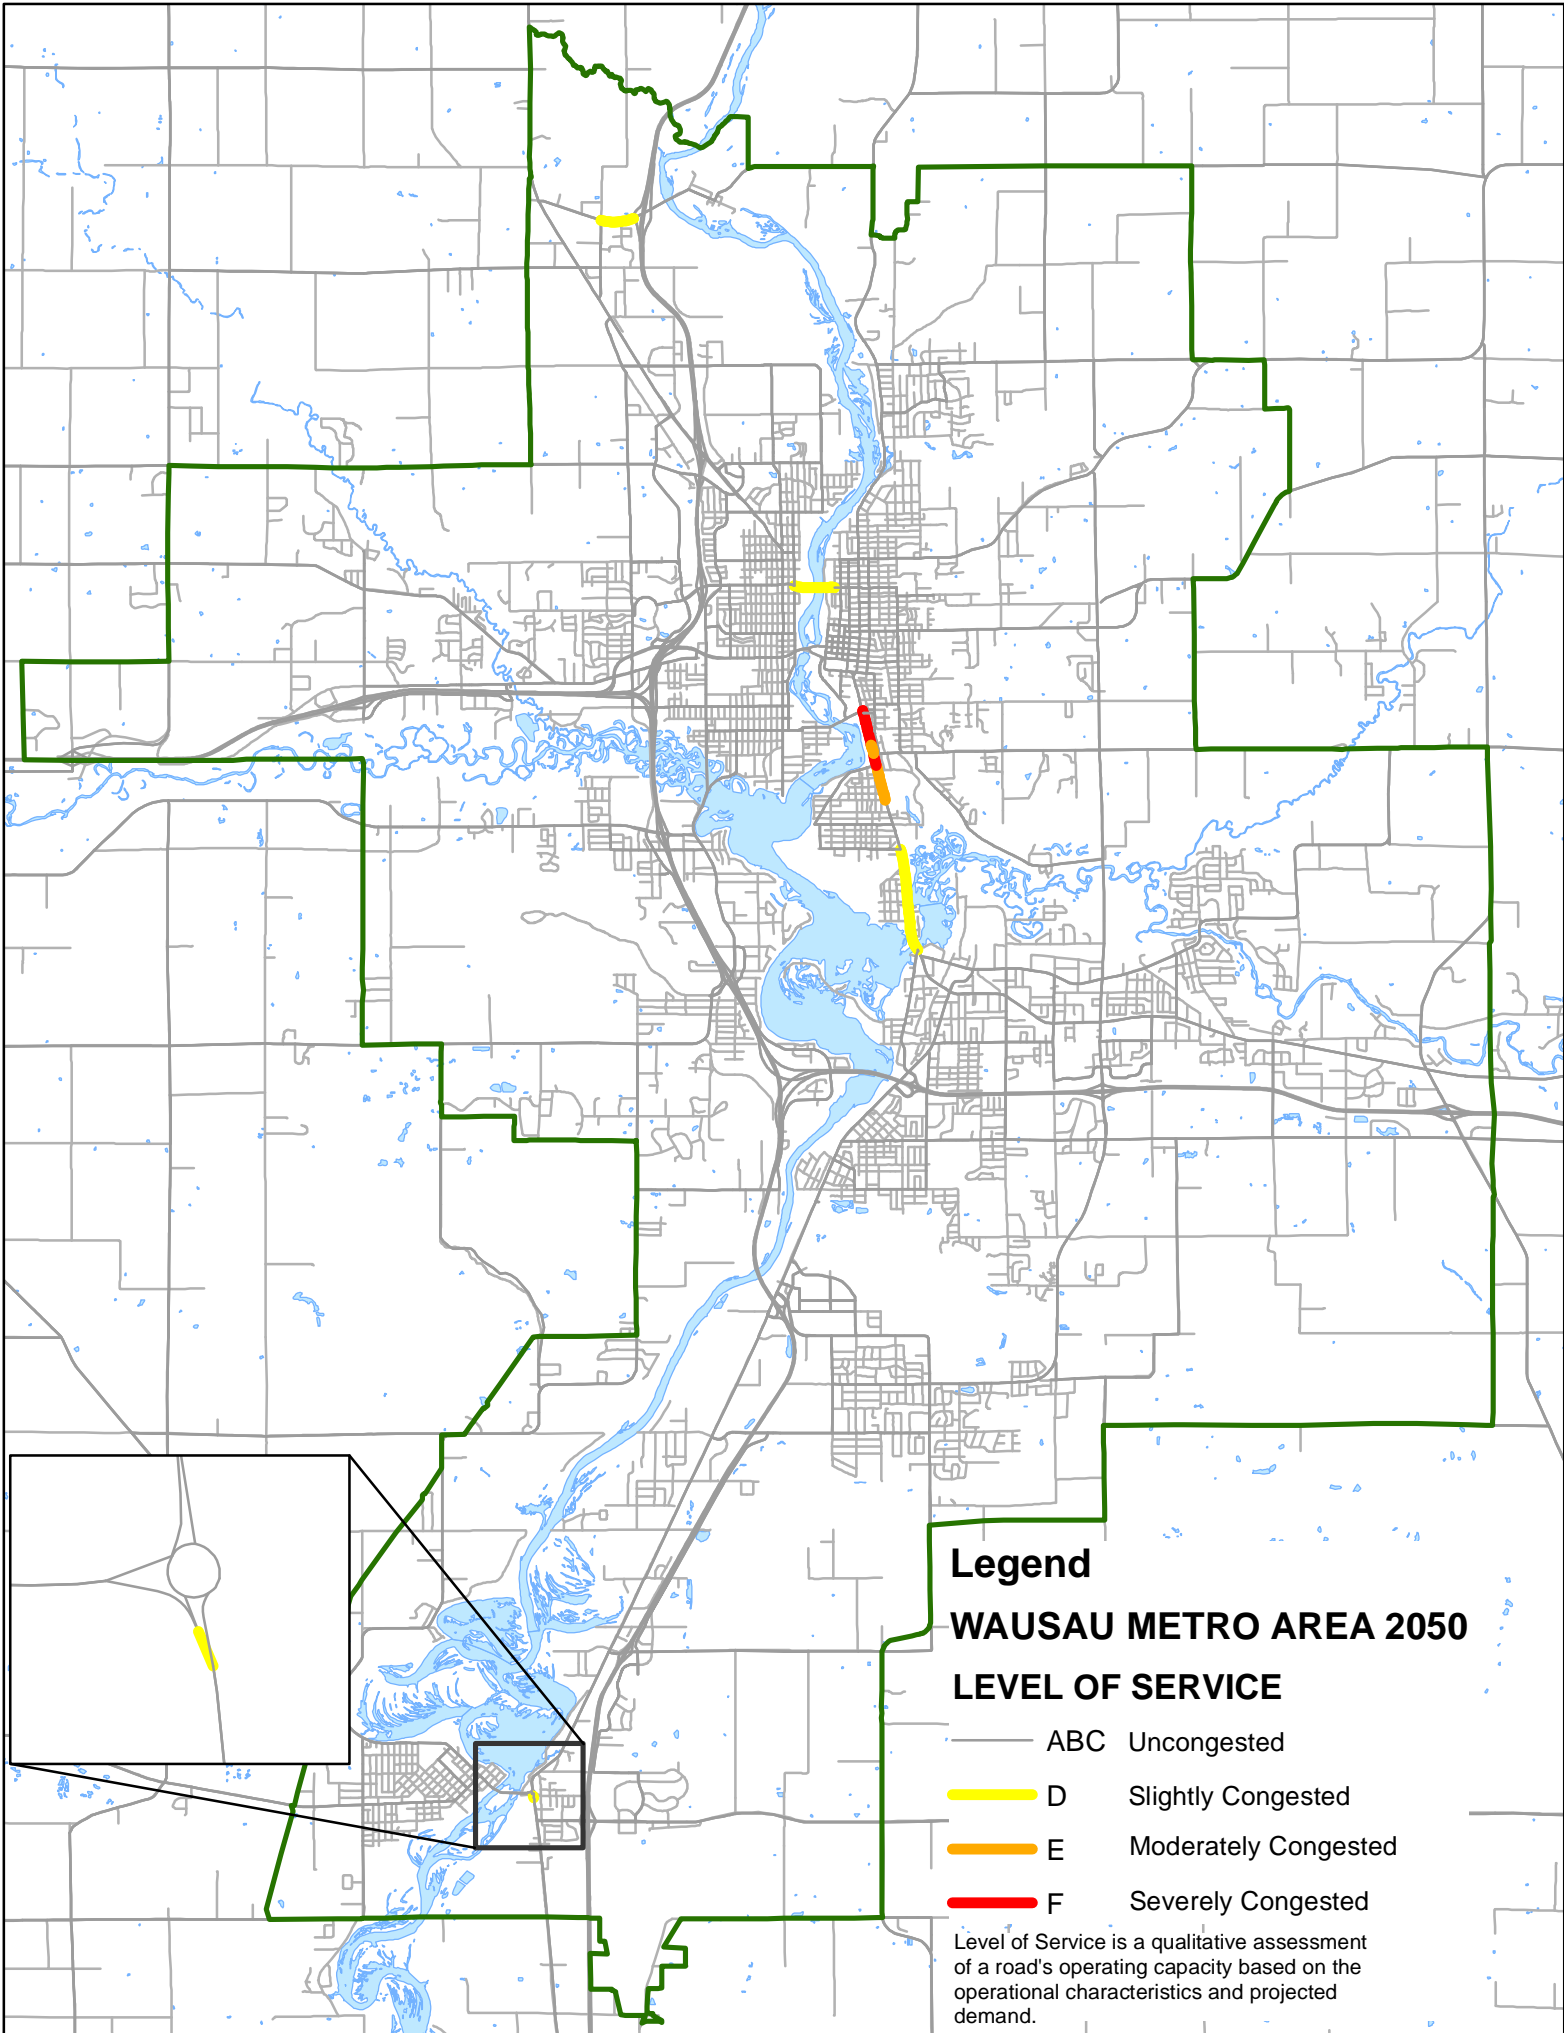 Legend
WAUSAU METRO AREA 2050
LEVEL OF SERVICE
ABC Uncongested
D Slightly Congested
E Moderately Congested
F Severely Congested
Level of Service is a qualitative assessment
of a road's operating capacity based on the
operational characteristics and projected
demand.